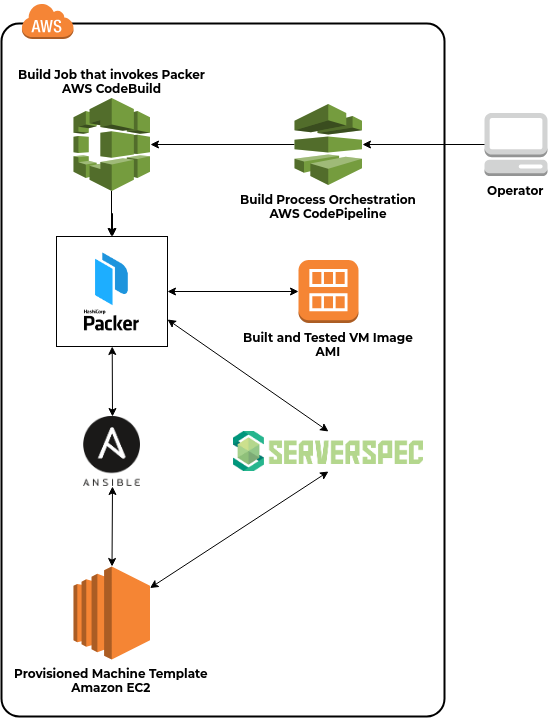 AWS
Build Job that invokes Packer
AWS CodeBuild
Build Process Orchestration
AWS CodePipeline
Operator
HashiCorp
Packer
Built and Tested VM Image
AMI
ANSIBLE
SERVERSPEC
Provisioned Machine Template
Amazon EC2